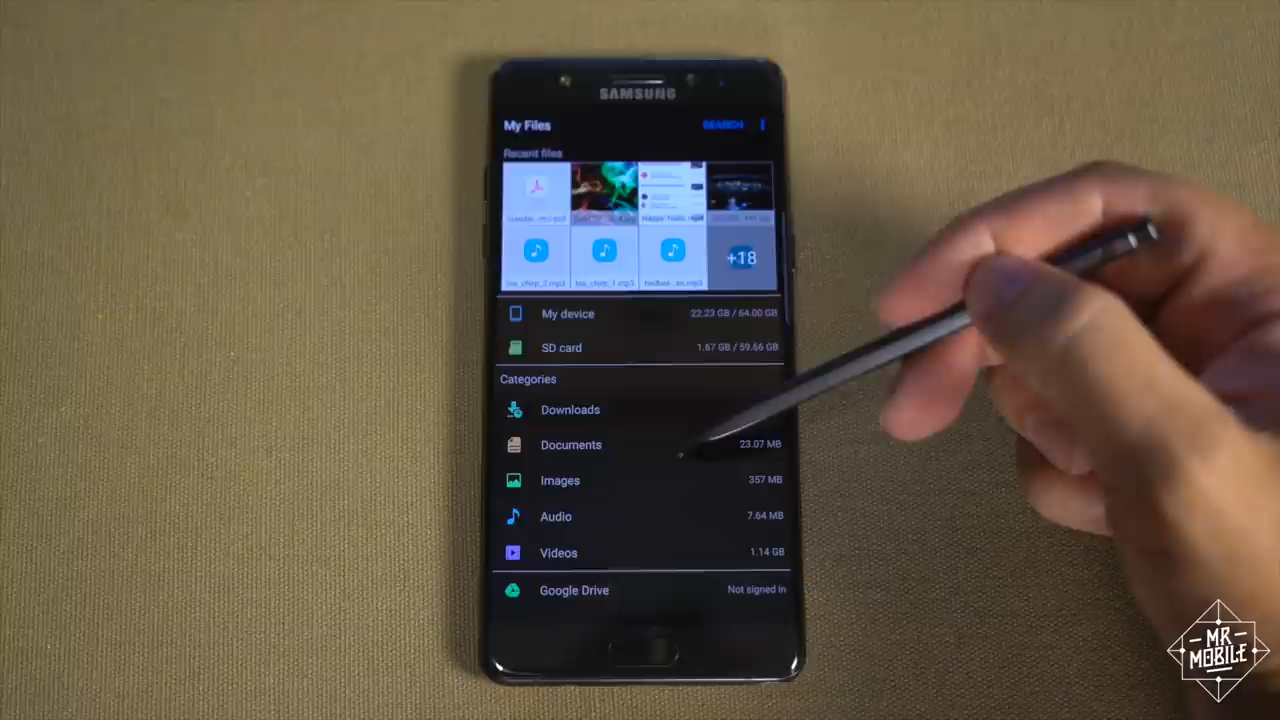 SAMSUNG
My Files
SEARCH
Recent files
+18
My device
22.23 GB / 64.00 GB
SD card
1.67 GB / 59.66 GB
Categories
Downloads
Documents
23.07 MB
Images
357 MB
Audio
7.64 MB
Videos
1.14 GB
Google Drive
Not signed in
MR
MOBILE